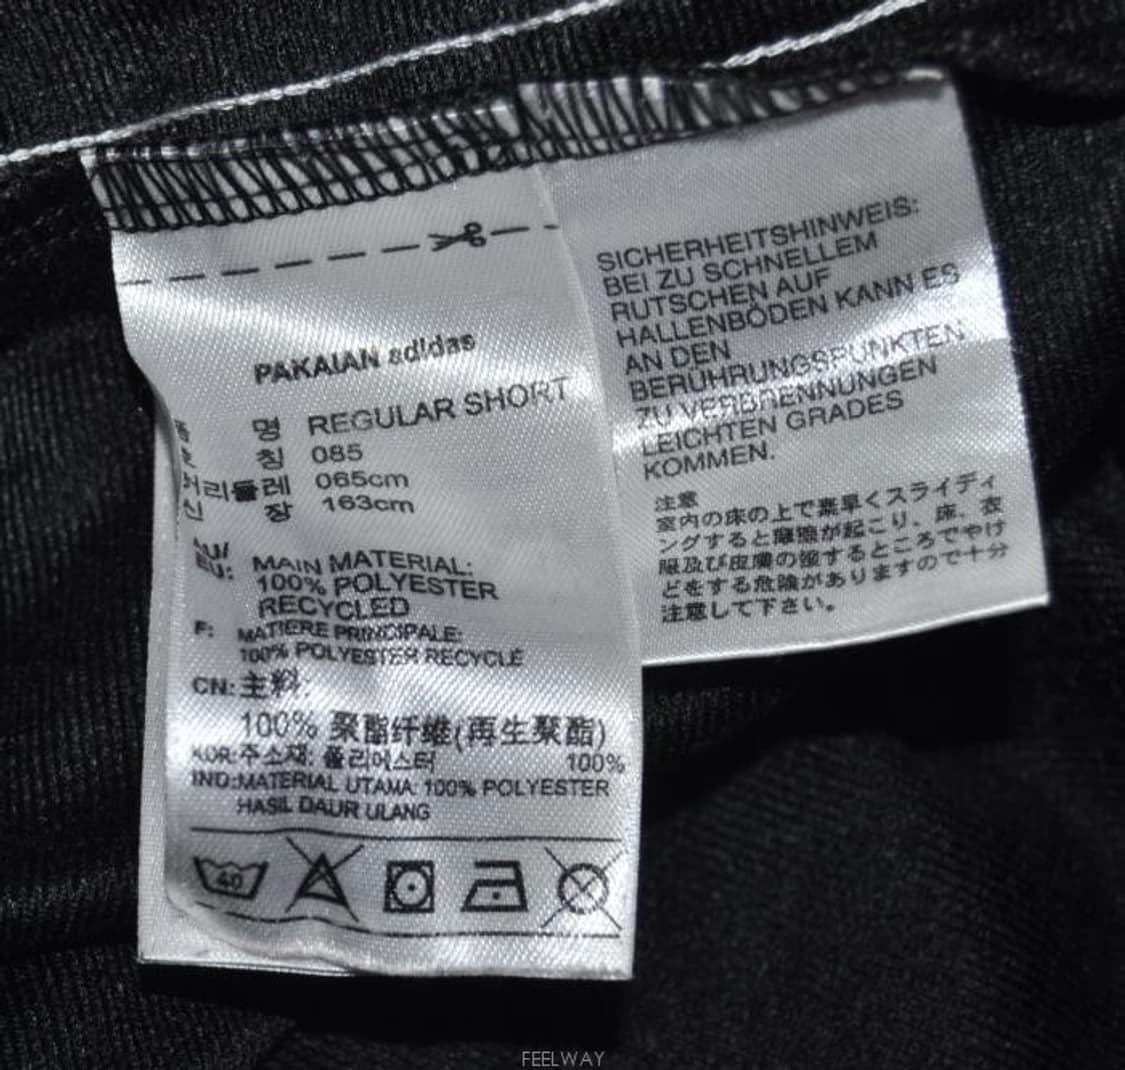 PAKAIAN adidas
품 명 REGULAR SHORT
호 칭 085
허리둘레 065cm
신 장 163cm
AU/
EU: MAIN MATERIAL:
100% POLYESTER
RECYCLED
F: MATIERE PRINCIPALE:
100% POLYESTER RECYCLE
CN: 主料:
100% 聚酯纤维(再生聚酯)
KOR:주소재: 폴리에스터 100%
IND:MATERIAL UTAMA: 100% POLYESTER
HASIL DAUR ULANG
40
SICHERHEITSHINWEIS:
BEI ZU SCHNELLEM
RUTSCHEN AUF
HALLENBÖDEN KANN ES
AN DEN
BERÜHRUNGSPUNKTEN
ZU VERBRENNUNGEN
LEICHTEN GRADES
KOMMEN.
注意
室内の床の上で素早くスライディ
ングすると摩擦が起こり、床、衣
服及び皮膚の接するところでやけ
どをする危険がありますので十分
注意して下さい。
FEELWAY